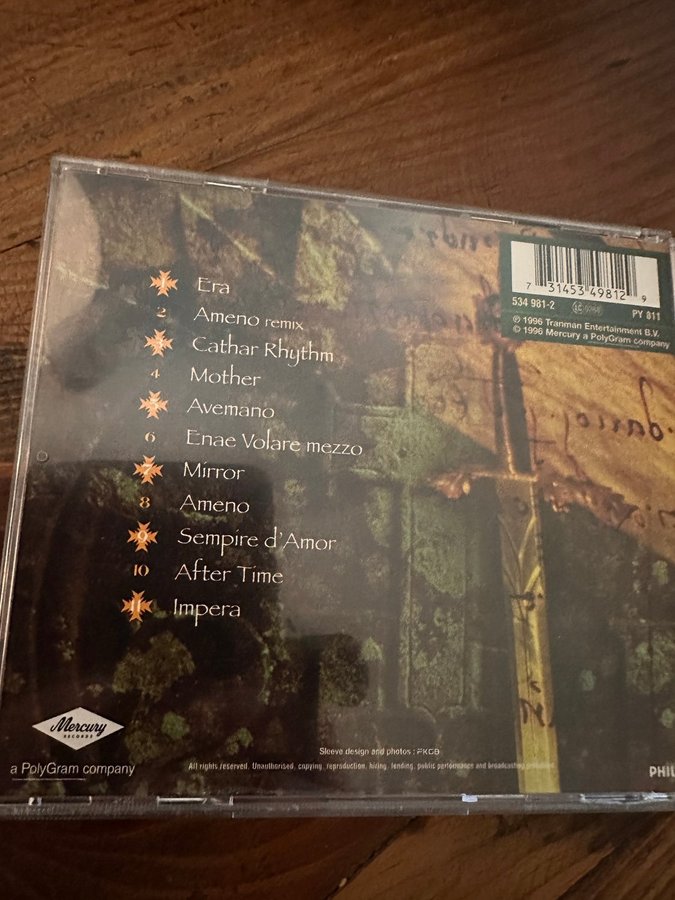 1 Era
2 Ameno remix
3 Cathar Rhythm
4 Mother
5 Avemano
6 Enae Volare mezzo
7 Mirror
8 Ameno
9 Sempire d'Amor
10 After Time
11 Impera
7 31453 49812 9
534 981-2 PY 811
℗ 1996 Tranman Entertainment B.V.
© 1996 Mercury a PolyGram company
Mercury
RECORDS
a PolyGram company
Sleeve design and photos : FKGB
All rights reserved. Unauthorised, copying, reproduction, hiring, lending, public performance and broadcasting prohibited
PHIL